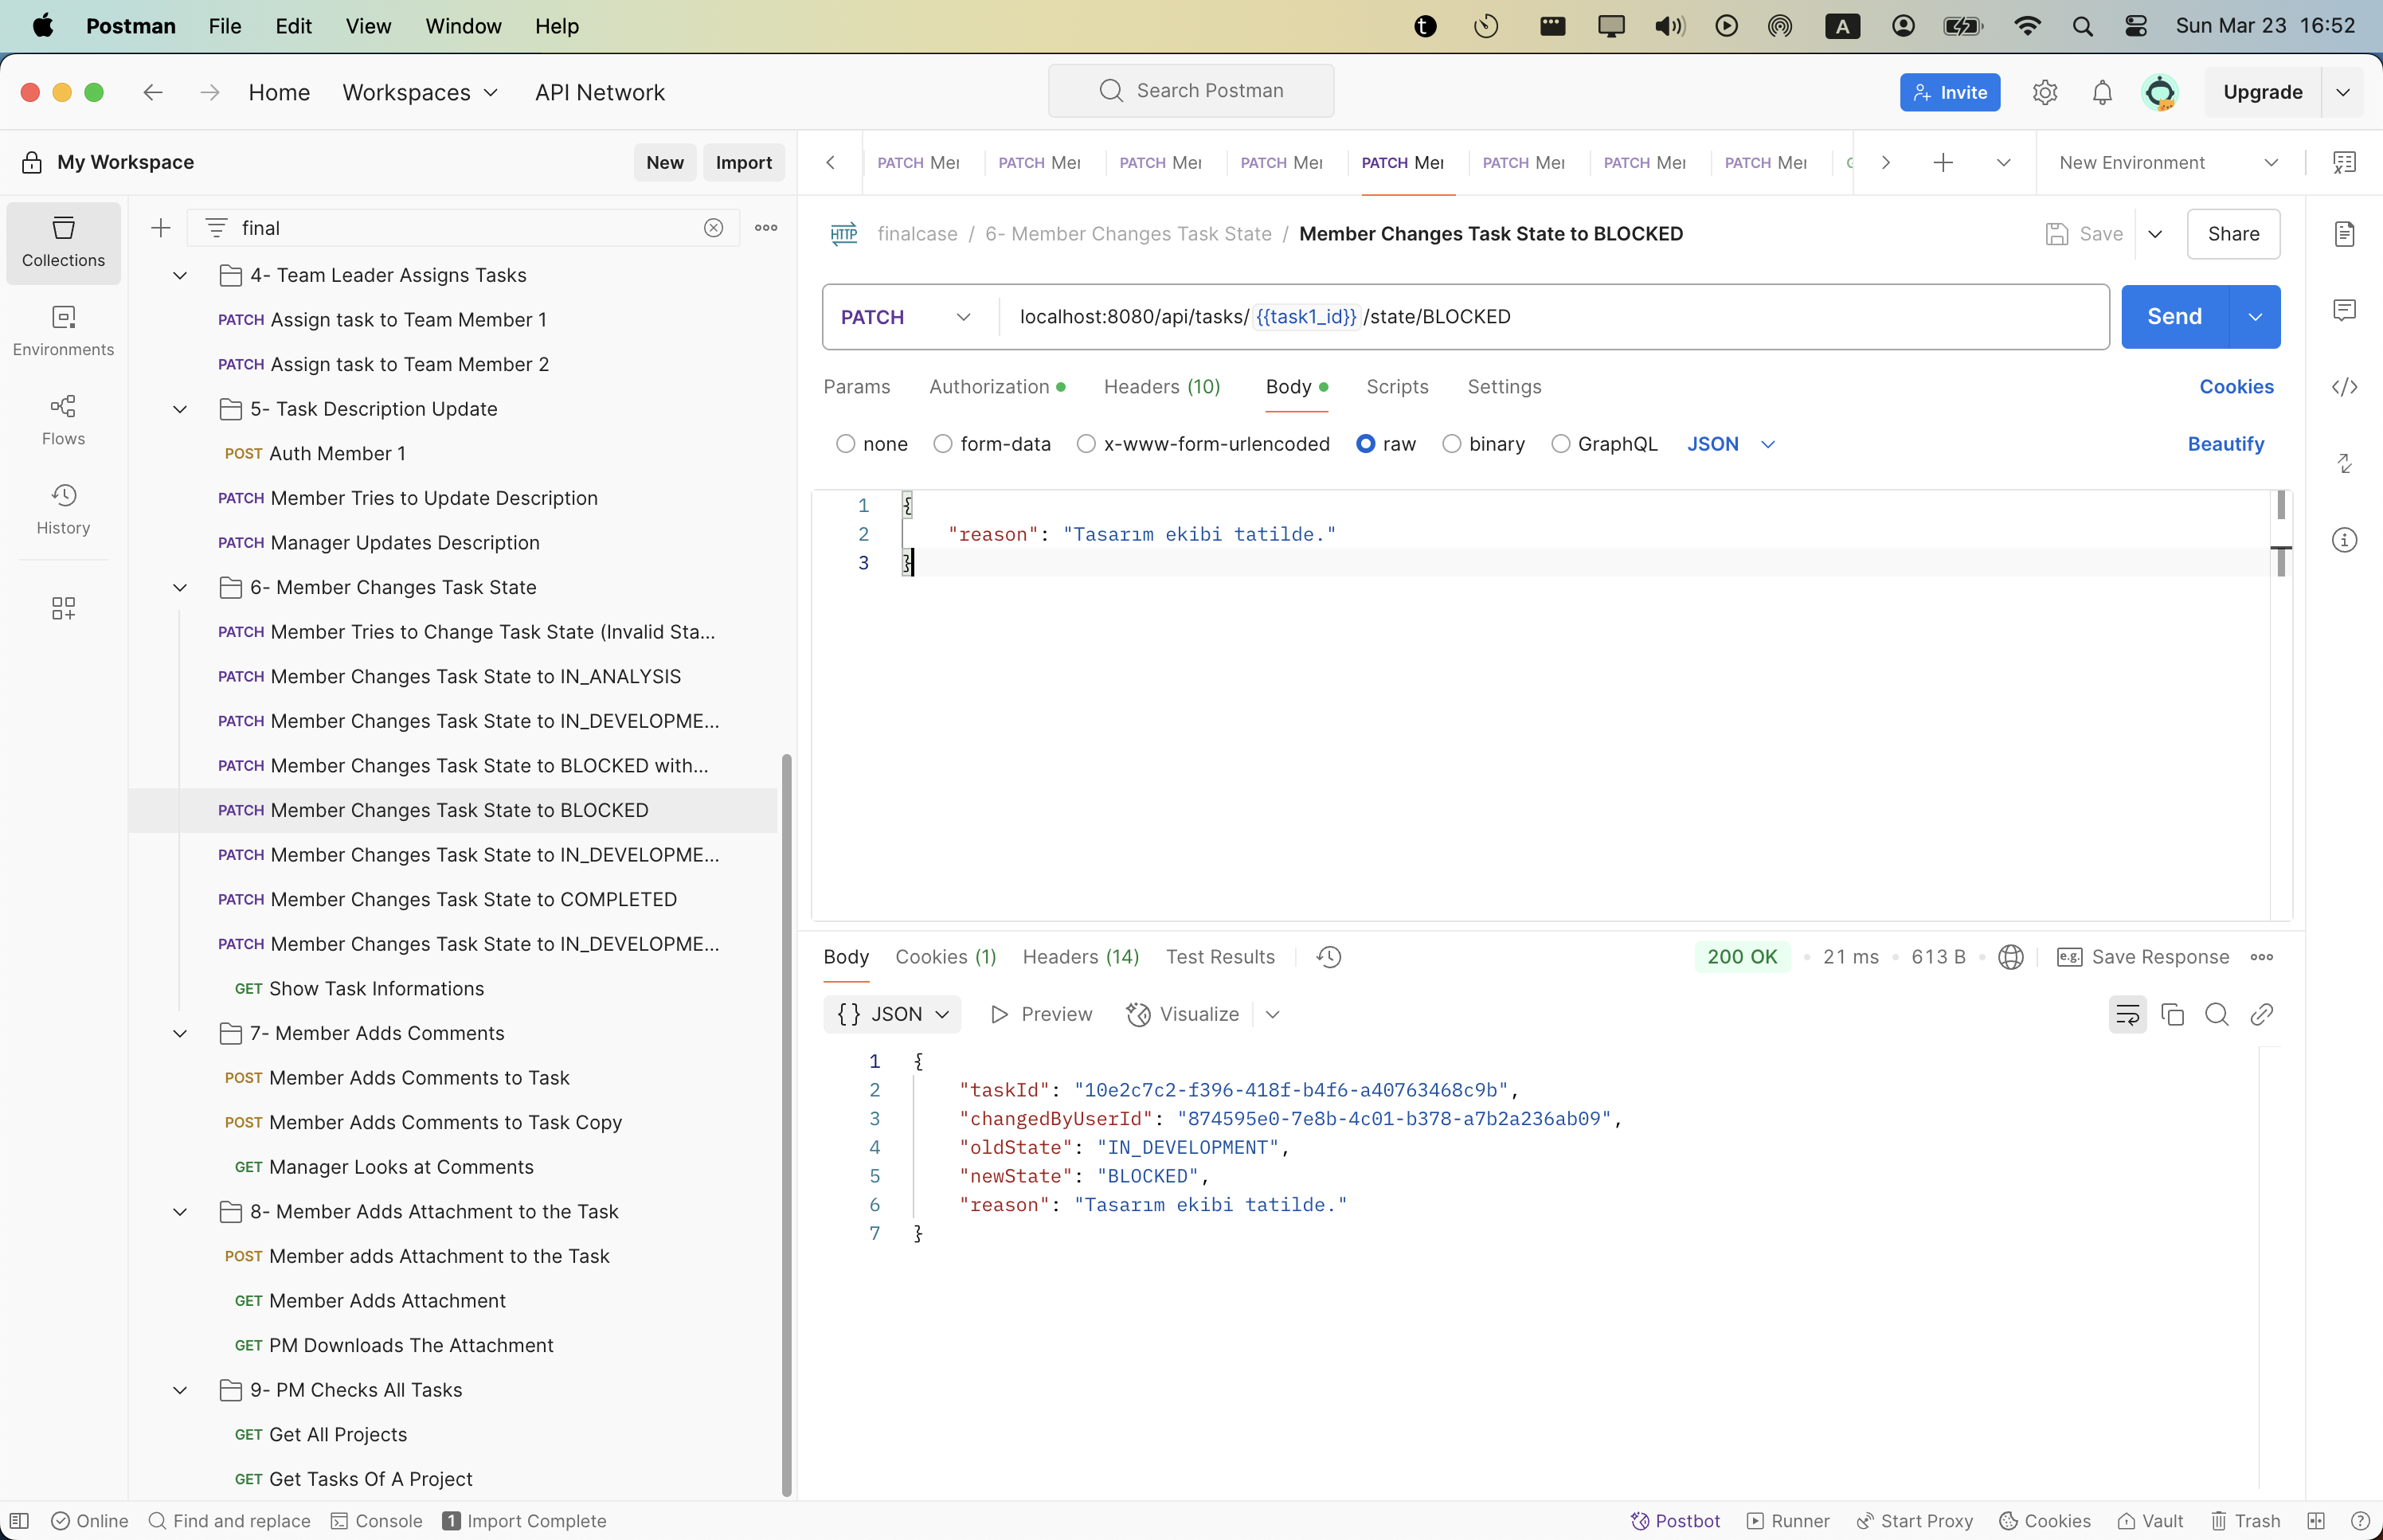 Postman File Edit View Window Help
A Sun Mar 23 16:52
Home Workspaces API Network
Search Postman
Invite
Upgrade
My Workspace
New Import
PATCH Mer PATCH Mer PATCH Mer PATCH Mer PATCH Mer PATCH Mer PATCH Mer PATCH Mer
New Environment
Collections
Environments
Flows
History
final
4- Team Leader Assigns Tasks
PATCH Assign task to Team Member 1
PATCH Assign task to Team Member 2
5- Task Description Update
POST Auth Member 1
PATCH Member Tries to Update Description
PATCH Manager Updates Description
6- Member Changes Task State
PATCH Member Tries to Change Task State (Invalid Sta...
PATCH Member Changes Task State to IN_ANALYSIS
PATCH Member Changes Task State to IN_DEVELOPME...
PATCH Member Changes Task State to BLOCKED with...
PATCH Member Changes Task State to BLOCKED
PATCH Member Changes Task State to IN_DEVELOPME...
PATCH Member Changes Task State to COMPLETED
PATCH Member Changes Task State to IN_DEVELOPME...
GET Show Task Informations
7- Member Adds Comments
POST Member Adds Comments to Task
POST Member Adds Comments to Task Copy
GET Manager Looks at Comments
8- Member Adds Attachment to the Task
POST Member adds Attachment to the Task
GET Member Adds Attachment
GET PM Downloads The Attachment
9- PM Checks All Tasks
GET Get All Projects
GET Get Tasks Of A Project
HTTP finalcase / 6- Member Changes Task State / Member Changes Task State to BLOCKED
Save Share
PATCH localhost:8080/api/tasks/ {{task1_id}} /state/BLOCKED
Send
Params Authorization Headers (10) Body Scripts Settings
Cookies
none form-data x-www-form-urlencoded raw binary GraphQL JSON
Beautify
1 {
2 "reason": "Tasarım ekibi tatilde."
3 }
Body Cookies (1) Headers (14) Test Results
200 OK 21 ms 613 B e.g. Save Response
{} JSON Preview Visualize
1 {
2 "taskId": "10e2c7c2-f396-418f-b4f6-a40763468c9b",
3 "changedByUserId": "874595e0-7e8b-4c01-b378-a7b2a236ab09",
4 "oldState": "IN_DEVELOPMENT",
5 "newState": "BLOCKED",
6 "reason": "Tasarım ekibi tatilde."
7 }
Online Find and replace Console 1 Import Complete
Postbot Runner Start Proxy Cookies Vault Trash